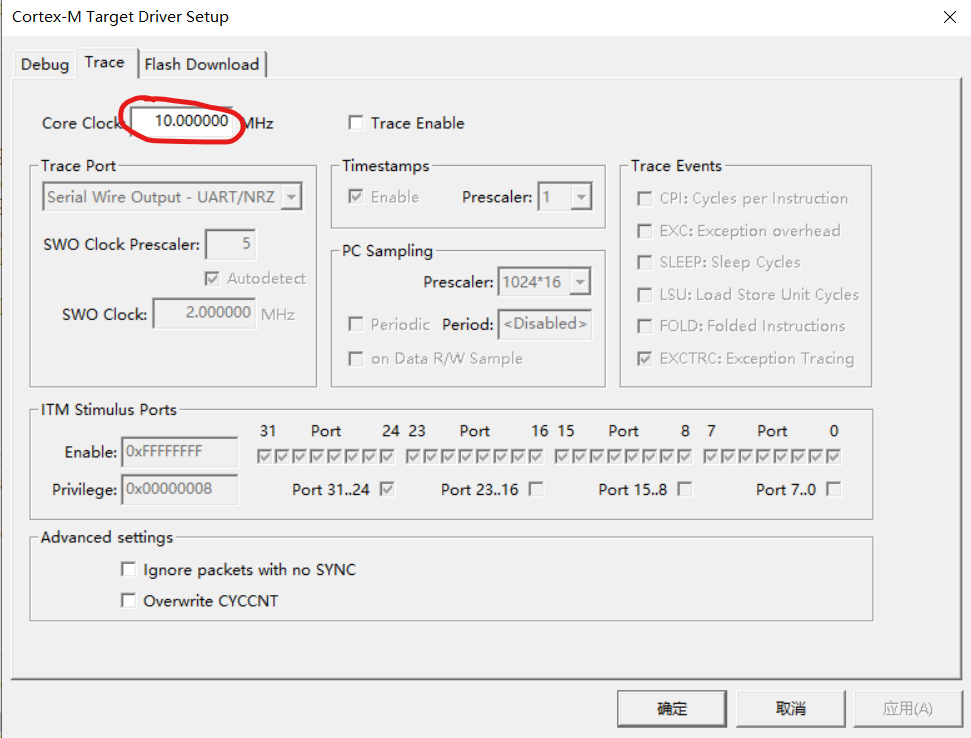 Cortex-M Target Driver Setup
Debug Trace Flash Download
Core Clock: 10.000000 MHz Trace Enable
Trace Port
Serial Wire Output - UART/NRZ
SWO Clock Prescaler: 5
Autodetect
SWO Clock: 2.000000 MHz
Timestamps
Enable Prescaler: 1
PC Sampling
Prescaler: 1024*16
Periodic Period: <Disabled>
on Data R/W Sample
Trace Events
CPI: Cycles per Instruction
EXC: Exception overhead
SLEEP: Sleep Cycles
LSU: Load Store Unit Cycles
FOLD: Folded Instructions
EXCTRC: Exception Tracing
ITM Stimulus Ports
31 Port 24 23 Port 16 15 Port 8 7 Port 0
Enable: 0xFFFFFFFF
Privilege: 0x00000008 Port 31..24 Port 23..16 Port 15..8 Port 7..0
Advanced settings
Ignore packets with no SYNC
Overwrite CYCCNT
确定 取消 应用(A)